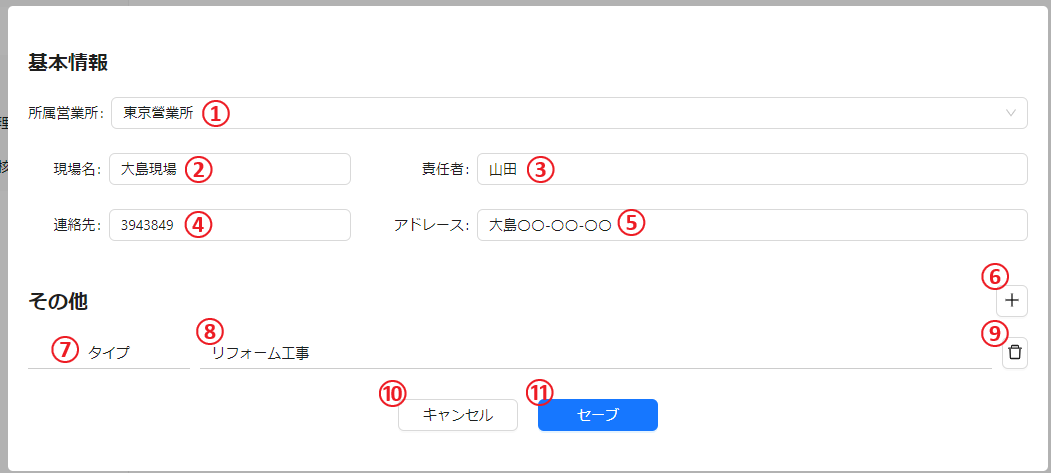 基本情報
所属営業所: 東京營業所 ①
現場名: 大島現場 ② 責任者: 山田 ③
連絡先: 3943849 ④ アドレース: 大島〇〇-〇〇-〇〇 ⑤
⑥
その他 +
⑦ タイプ ⑧ リフォーム工事 ⑨
⑩ キャンセル ⑪ セーブ
理
核